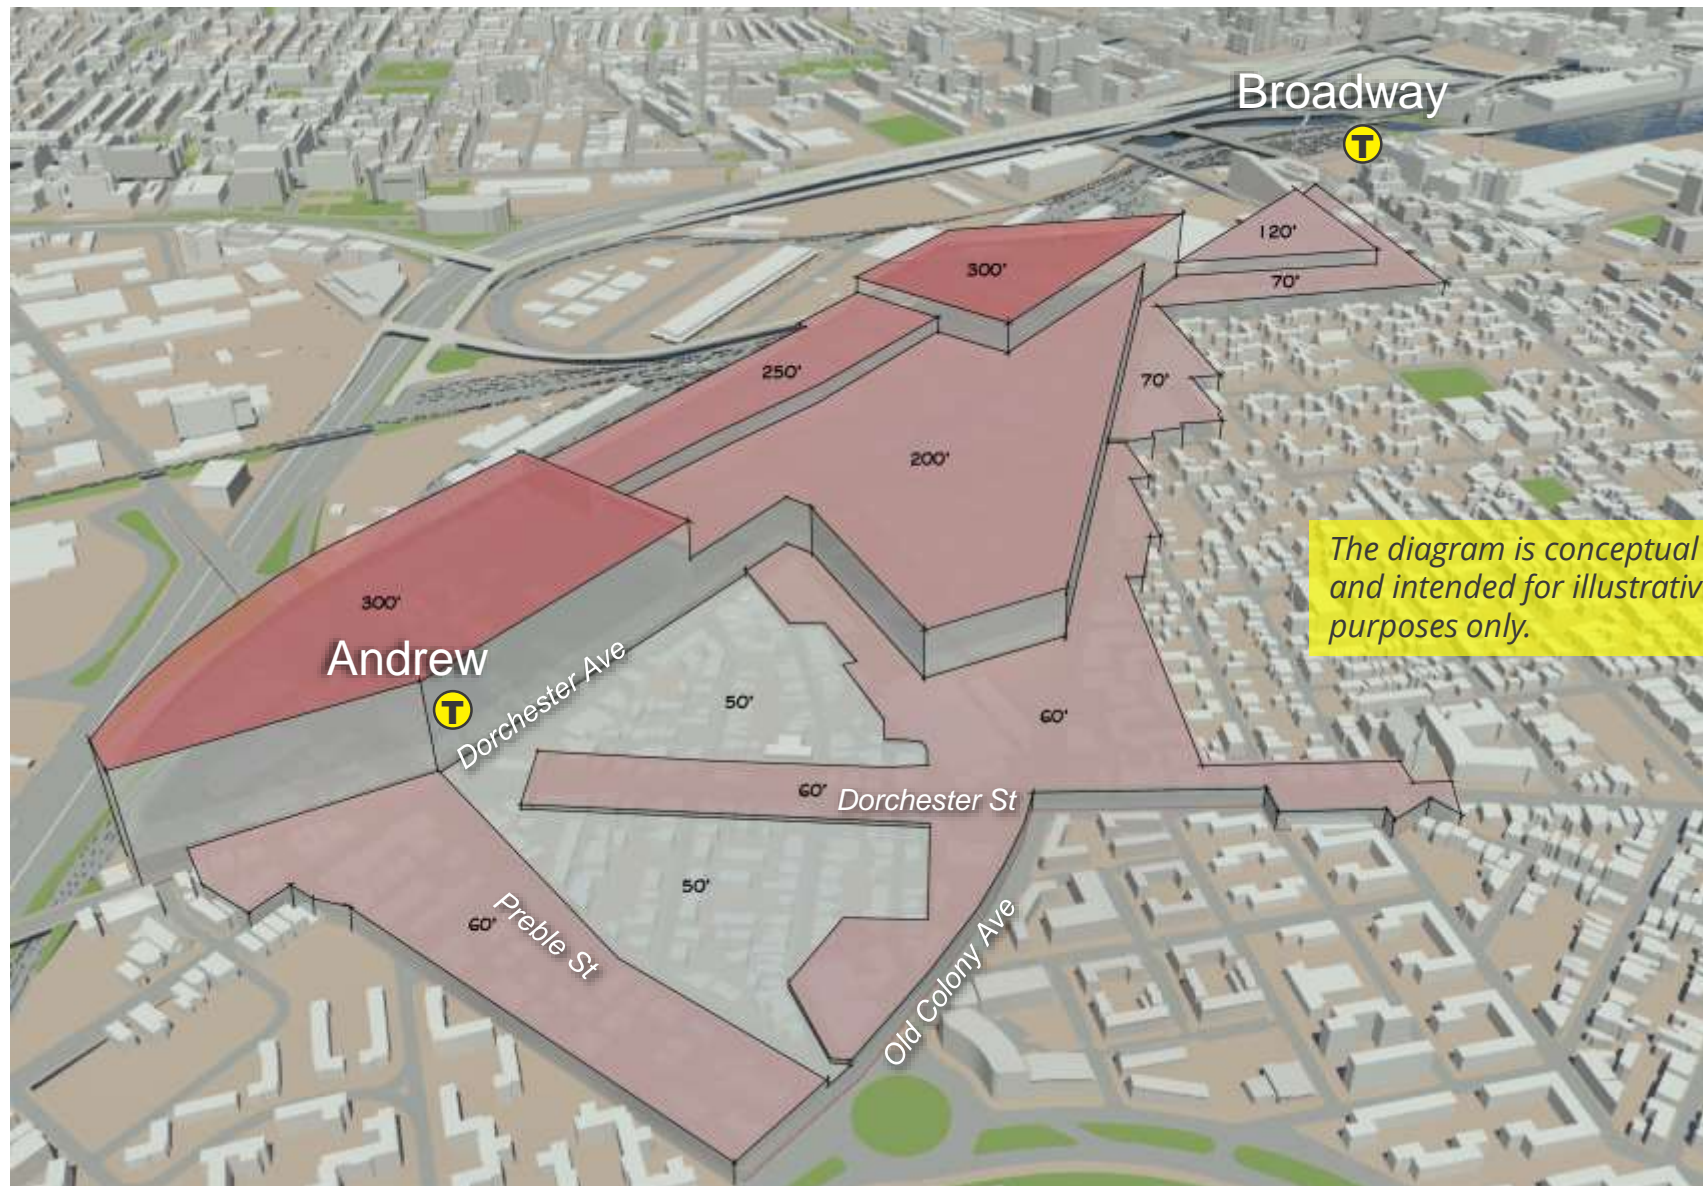 Broadway
T
120'
300'
70'
250'
70'
200'
The diagram is conceptual
and intended for illustrativ
purposes only.
300'
Andrew
T
Dorchester Ave
50'
60'
60'
Dorchester St
50'
60'
Preble St
Old Colony Ave